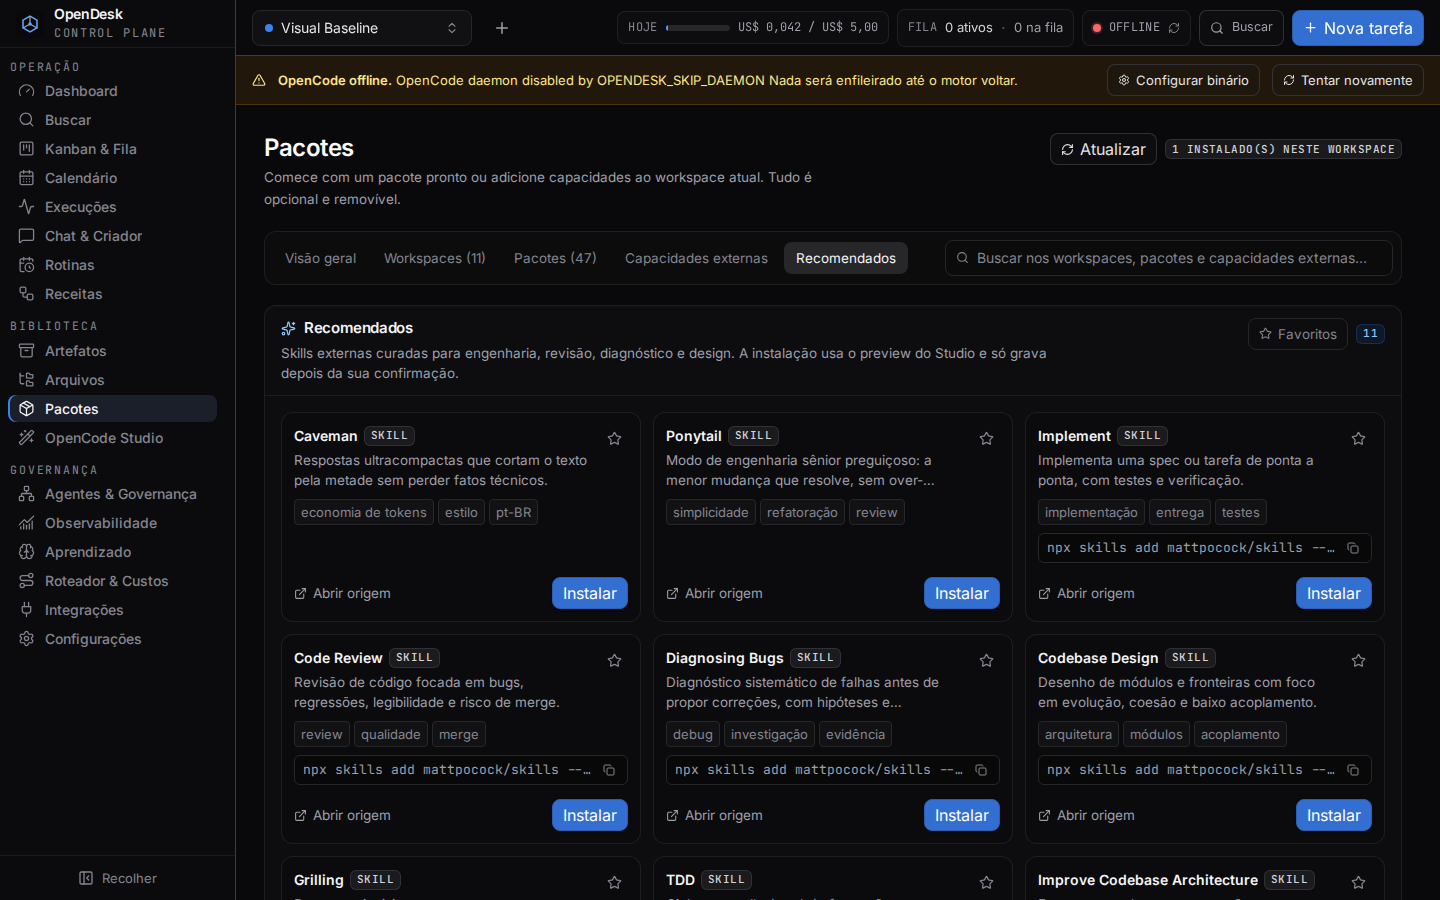 OpenDesk
CONTROL PLANE
OPERAÇÃO
Dashboard
Buscar
Kanban & Fila
Calendário
Execuções
Chat & Criador
Rotinas
Receitas
BIBLIOTECA
Artefatos
Arquivos
Pacotes
OpenCode Studio
GOVERNANÇA
Agentes & Governança
Observabilidade
Aprendizado
Roteador & Custos
Integrações
Configurações
Recolher
Visual Baseline
HOJE US$ 0,042 / US$ 5,00
FILA 0 ativos · 0 na fila
OFFLINE
Buscar
Nova tarefa
OpenCode offline. OpenCode daemon disabled by OPENDESK_SKIP_DAEMON Nada será enfileirado até o motor voltar.
Configurar binário
Tentar novamente
Pacotes
Comece com um pacote pronto ou adicione capacidades ao workspace atual. Tudo é
opcional e removível.
Atualizar
1 INSTALADO(S) NESTE WORKSPACE
Visão geral
Workspaces (11)
Pacotes (47)
Capacidades externas
Recomendados
Buscar nos workspaces, pacotes e capacidades externas...
Recomendados
Skills externas curadas para engenharia, revisão, diagnóstico e design. A instalação usa o preview do Studio e só grava
depois da sua confirmação.
Favoritos
11
Caveman SKILL
Respostas ultracompactas que cortam o texto
pela metade sem perder fatos técnicos.
economia de tokens estilo pt-BR
Abrir origem
Instalar
Ponytail SKILL
Modo de engenharia sênior preguiçoso: a
menor mudança que resolve, sem over-...
simplicidade refatoração review
Abrir origem
Instalar
Implement SKILL
Implementa uma spec ou tarefa de ponta a
ponta, com testes e verificação.
implementação entrega testes
npx skills add mattpocock/skills --…
Abrir origem
Instalar
Code Review SKILL
Revisão de código focada em bugs,
regressões, legibilidade e risco de merge.
review qualidade merge
npx skills add mattpocock/skills --…
Abrir origem
Instalar
Diagnosing Bugs SKILL
Diagnóstico sistemático de falhas antes de
propor correções, com hipóteses e...
debug investigação evidência
npx skills add mattpocock/skills --…
Abrir origem
Instalar
Codebase Design SKILL
Desenho de módulos e fronteiras com foco
em evolução, coesão e baixo acoplamento.
arquitetura módulos acoplamento
npx skills add mattpocock/skills --…
Abrir origem
Instalar
Grilling SKILL
TDD SKILL
Improve Codebase Architecture SKILL